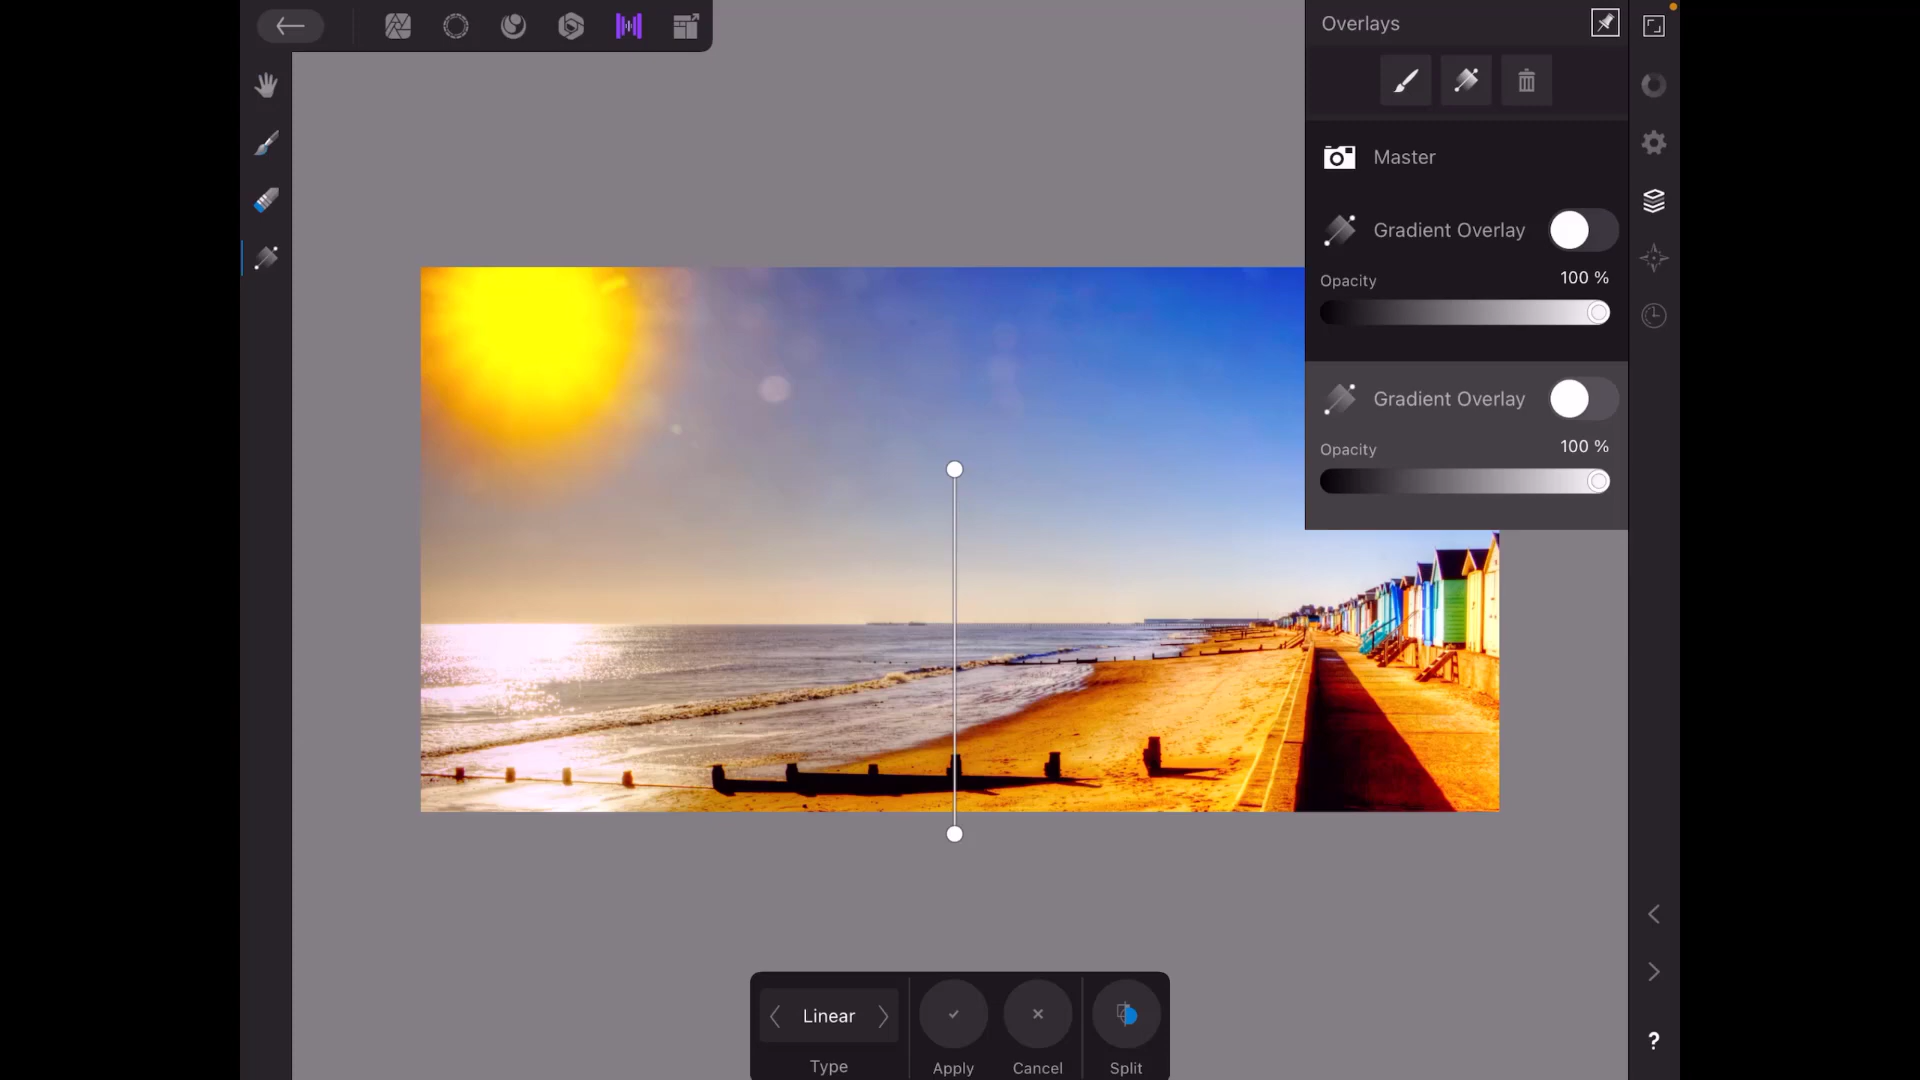 Overlays
Master
Gradient Overlay
Opacity 100 %
Gradient Overlay
Opacity 100 %
?
Linear
Type Apply Cancel Split